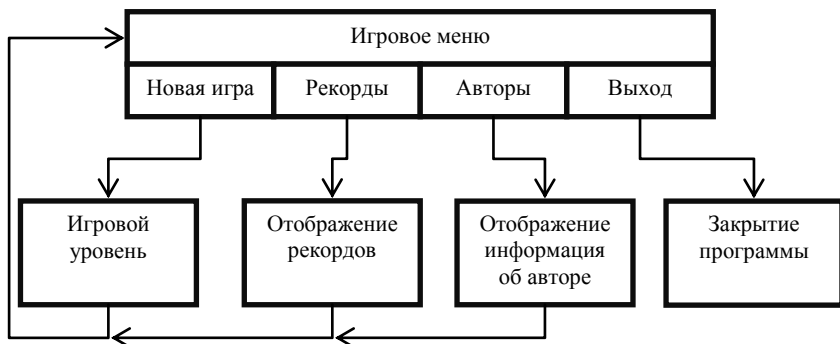 Игровое меню
Новая игра
Рекорды
Авторы
Выход
Игровой
уровень
Отображение
рекордов
Отображение
информация
об авторе
Закрытие
программы